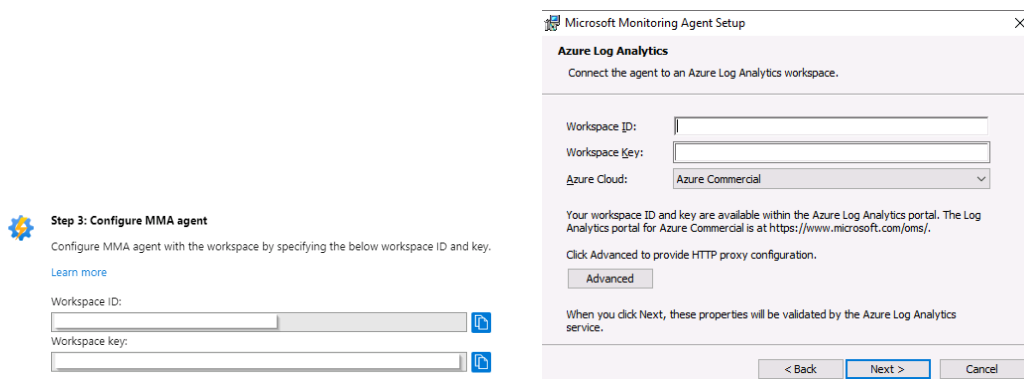 Step 3: Configure MMA agent
Configure MMA agent with the workspace by specifying the below workspace ID and key.
Learn more
Workspace ID:
Workspace key:
Microsoft Monitoring Agent Setup
Azure Log Analytics
Connect the agent to an Azure Log Analytics workspace.
Workspace ID:
Workspace Key:
Azure Cloud: Azure Commercial
Your workspace ID and key are available within the Azure Log Analytics portal. The Log
Analytics portal for Azure Commercial is at https://www.microsoft.com/oms/.
Click Advanced to provide HTTP proxy configuration.
Advanced
When you click Next, these properties will be validated by the Azure Log Analytics
service.
< Back Next > Cancel